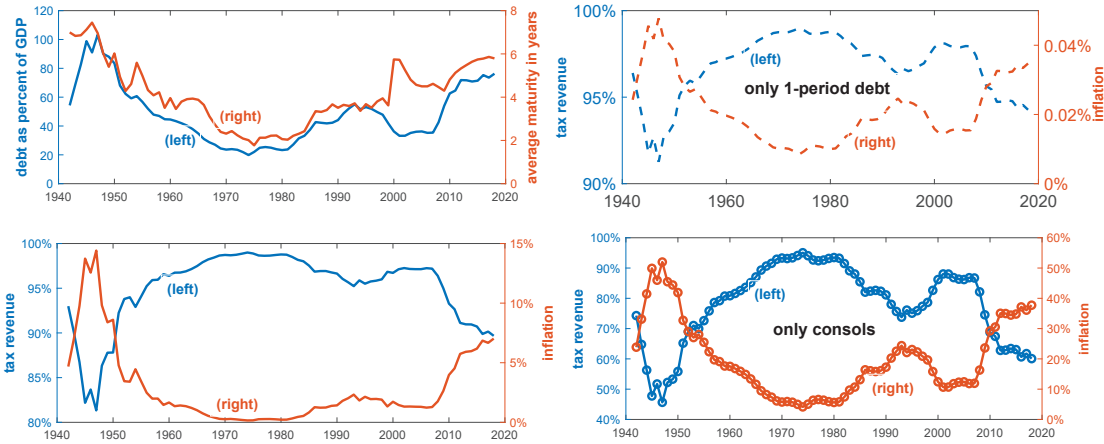 debt as percent of GDP
120
100
80
60
40
20
0
(right)
(left)
8
6
4
2
0
average maturity in years
1940 1950 1960 1970 1980 1990 2000 2010 2020
tax revenue
100%
95%
90%
(left)
only 1-period debt
(right)
0.04%
0.02%
0%
inflation
1940 1960 1980 2000 2020
tax revenue
100%
95%
90%
85%
80%
(left)
(right)
15%
10%
5%
0%
inflation
1940 1950 1960 1970 1980 1990 2000 2010 2020
tax revenue
100%
90%
80%
70%
60%
50%
40%
(left)
only consols
(right)
60%
50%
40%
30%
20%
10%
0%
inflation
1940 1950 1960 1970 1980 1990 2000 2010 2020